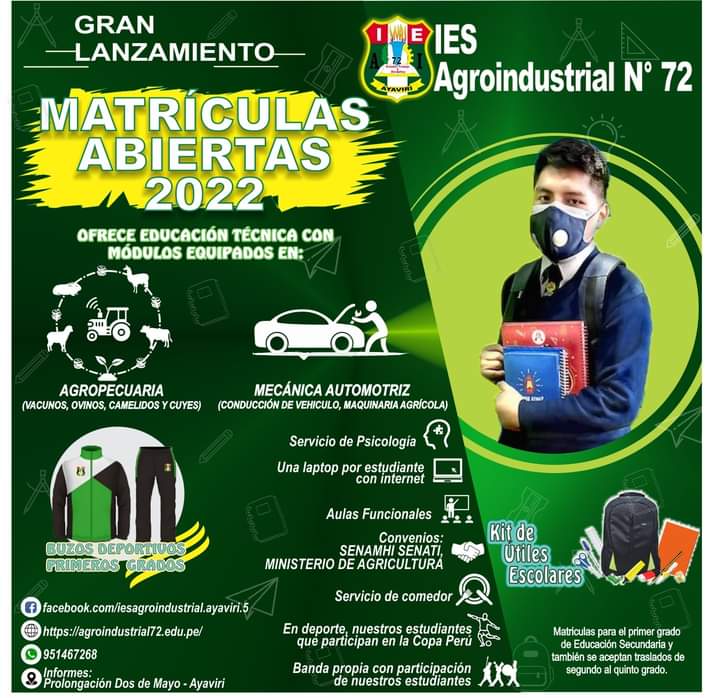 GRAN
LANZAMIENTO
I E
A 72 I
AYAVIRI
IES
Agroindustrial N° 72
MATRÍCULAS
ABIERTAS
2022
OFRECE EDUCACIÓN TÉCNICA CON
MÓDULOS EQUIPADOS EN:
AGROPECUARIA
(VACUNOS, OVINOS, CAMELIDOS Y CUYES)
MECÁNICA AUTOMOTRIZ
(CONDUCCIÓN DE VEHICULO, MAQUINARIA AGRÍCOLA)
Servicio de Psicología
Una laptop por estudiante
con internet
Aulas Funcionales
Convenios:
SENAMHI SENATI,
MINISTERIO DE AGRICULTURA
Servicio de comedor
En deporte, nuestros estudiantes
que participan en la Copa Perú
Banda propia con participación
de nuestros estudiantes
BUZOS DEPORTIVOS
PRIMEROS GRADOS
facebook.com/iesagroindustrial.ayaviri.5
https://agroindustrial72.edu.pe/
951467268
Informes:
Prolongación Dos de Mayo - Ayaviri
Kit de
Utiles
Escolares
Matriculas para el primer grado
de Educación Secundaria y
también se aceptan traslados de
segundo al quinto grado.